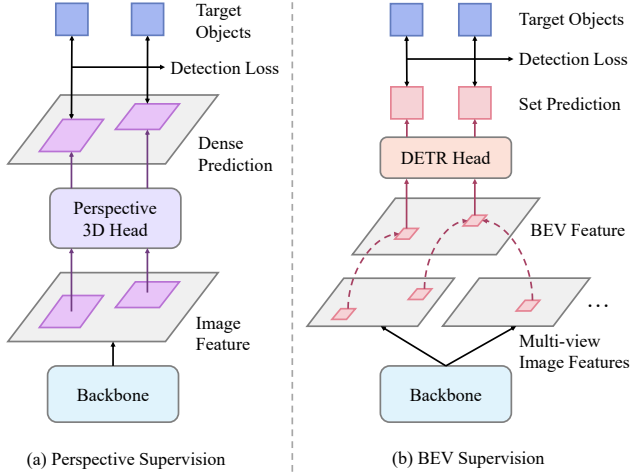 Target
Objects
Detection Loss
Dense
Prediction
Perspective
3D Head
Image
Feature
Backbone
(a) Perspective Supervision
Target
Objects
Detection Loss
Set Prediction
DETR Head
BEV Feature
...
Multi-view
Image Features
Backbone
(b) BEV Supervision